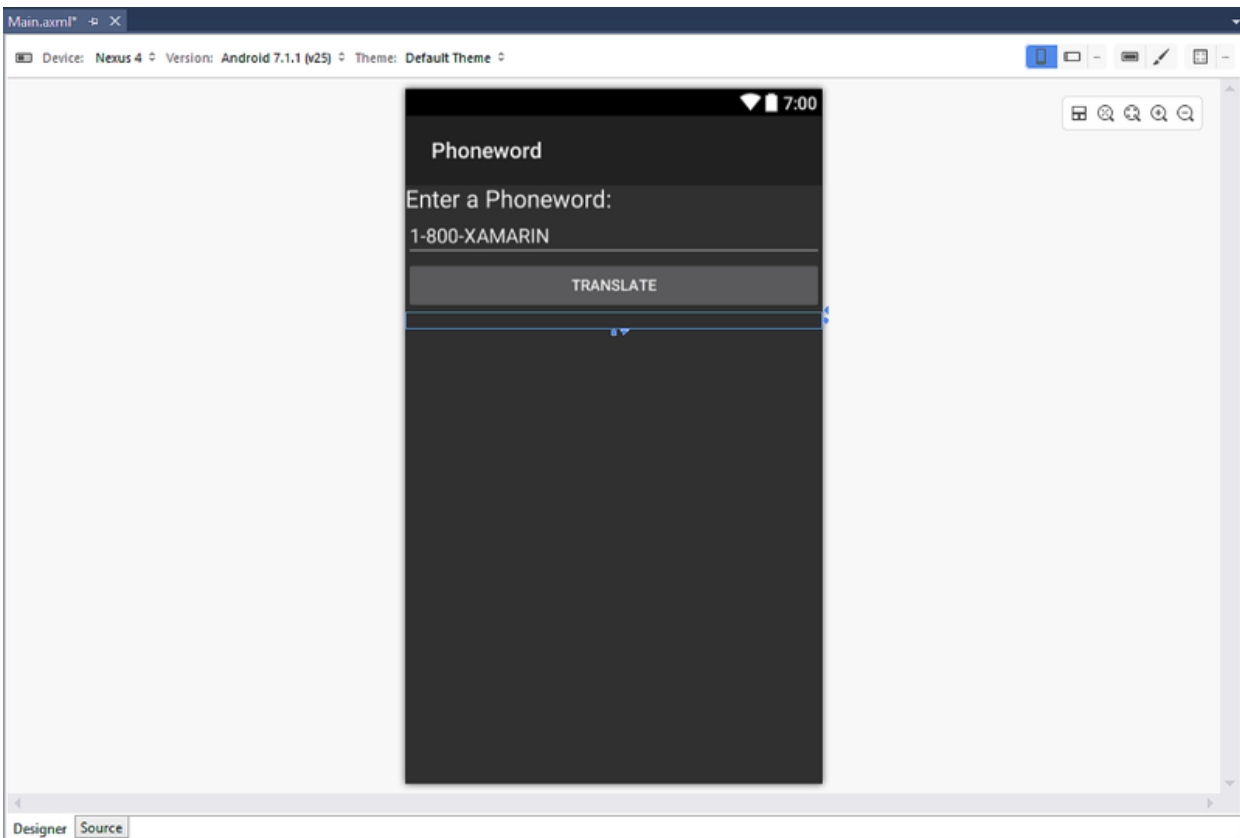 Main.axml*
Device: Nexus 4 Version: Android 7.1.1 (v25) Theme: Default Theme
7:00
Phoneword
Enter a Phoneword:
1-800-XAMARIN
TRANSLATE
Designer Source